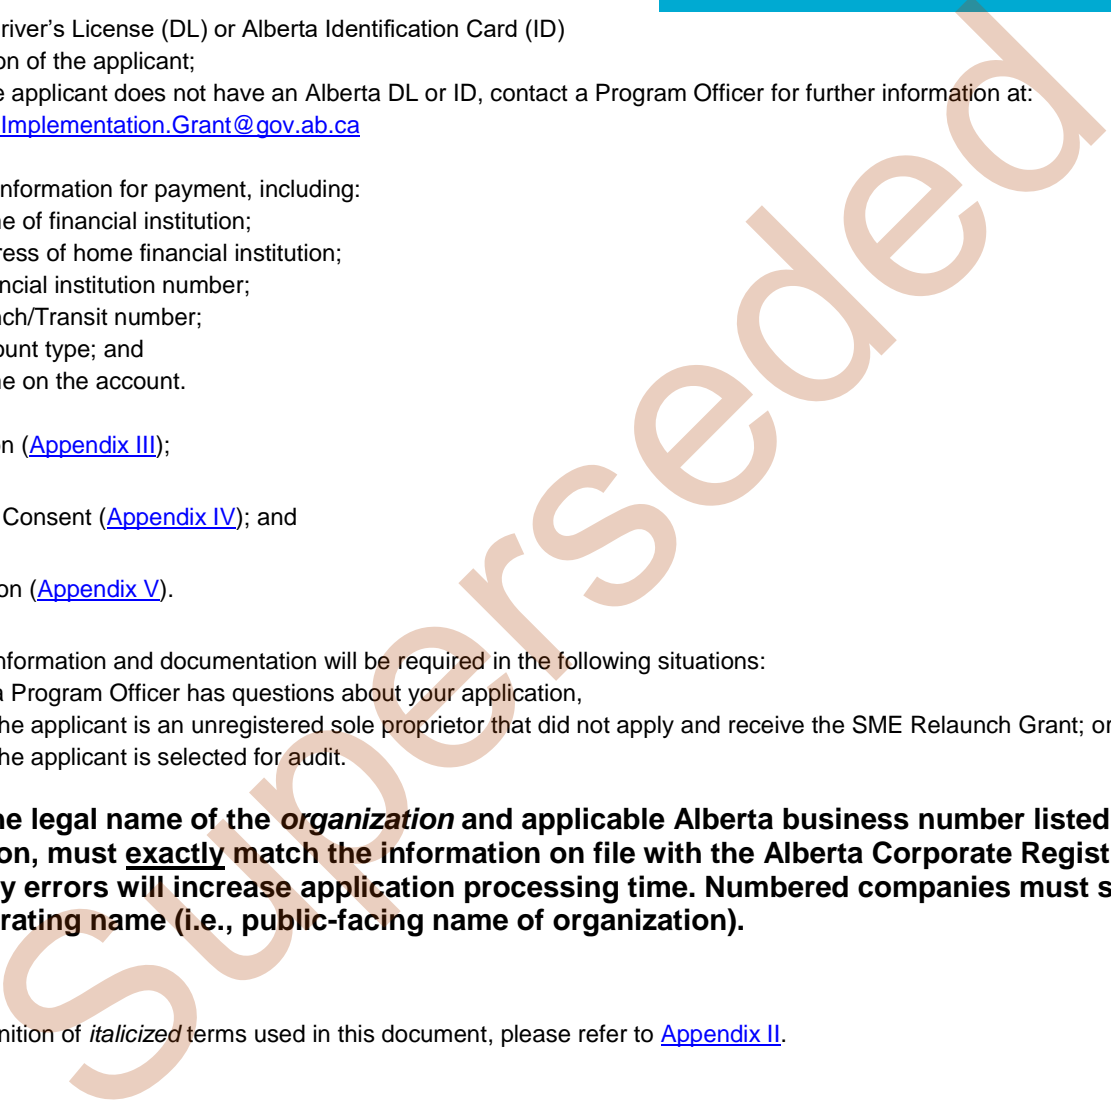 river's License (DL) or Alberta Identification Card (ID)
on of the applicant;
e applicant does not have an Alberta DL or ID, contact a Program Officer for further information at:
.Implementation.Grant@gov.ab.ca
nformation for payment, including:
e of financial institution;
ress of home financial institution;
ncial institution number;
nch/Transit number;
ount type; and
e on the account.
n (Appendix III);
Consent (Appendix IV); and
on (Appendix V).
nformation and documentation will be required in the following situations:
a Program Officer has questions about your application,
he applicant is an unregistered sole proprietor that did not apply and receive the SME Relaunch Grant; or
he applicant is selected for audit.
he legal name of the organization and applicable Alberta business number listed
on, must exactly match the information on file with the Alberta Corporate Regist
y errors will increase application processing time. Numbered companies must s
rating name (i.e., public-facing name of organization).
nition of italicized terms used in this document, please refer to Appendix II.
Superseded